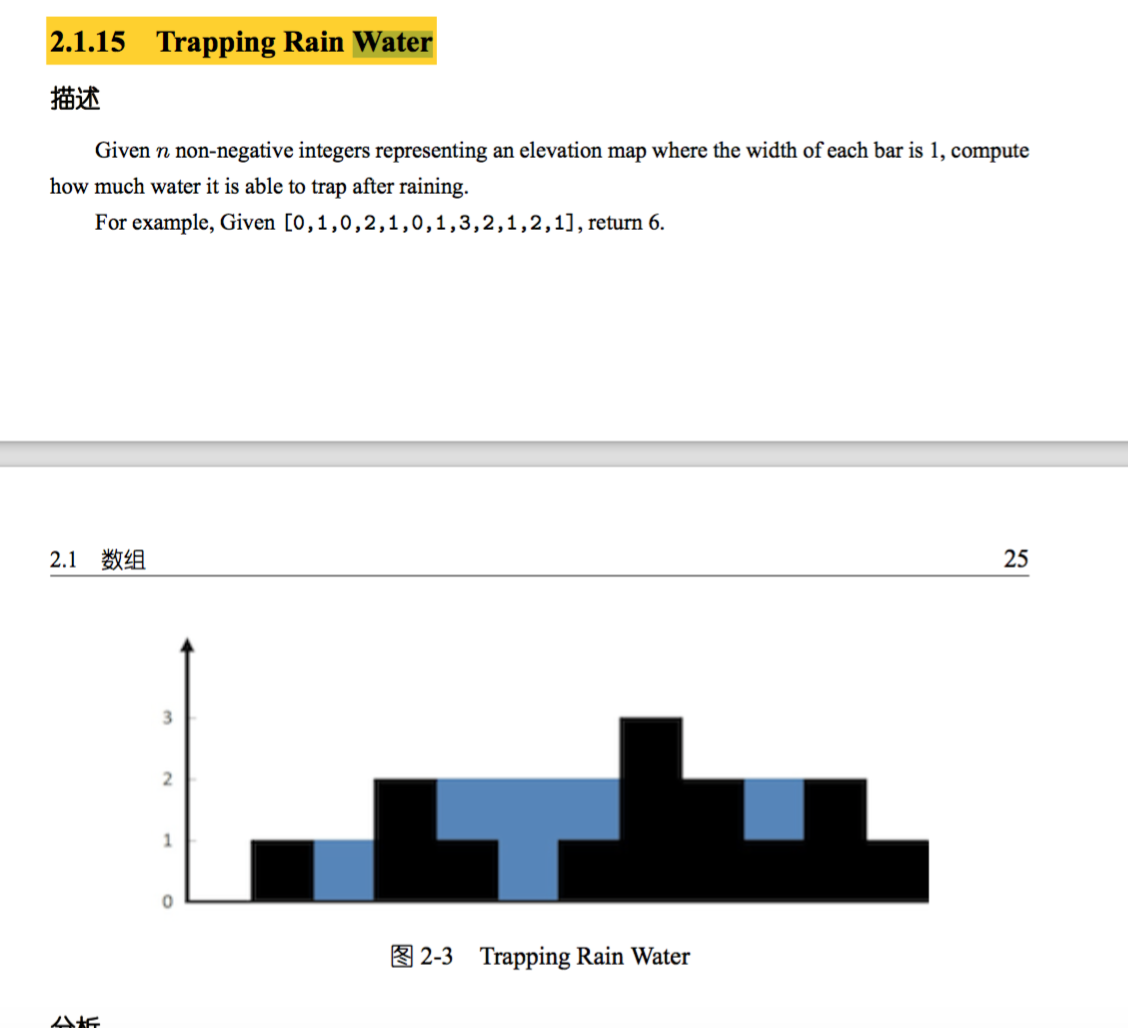 2.1.15 Trapping Rain Water
描述
Given n non-negative integers representing an elevation map where the width of each bar is 1, compute
how much water it is able to trap after raining.
For example, Given [0,1,0,2,1,0,1,3,2,1,2,1], return 6.
2.1 数组 25
3
2
1
0
图 2-3 Trapping Rain Water
分析